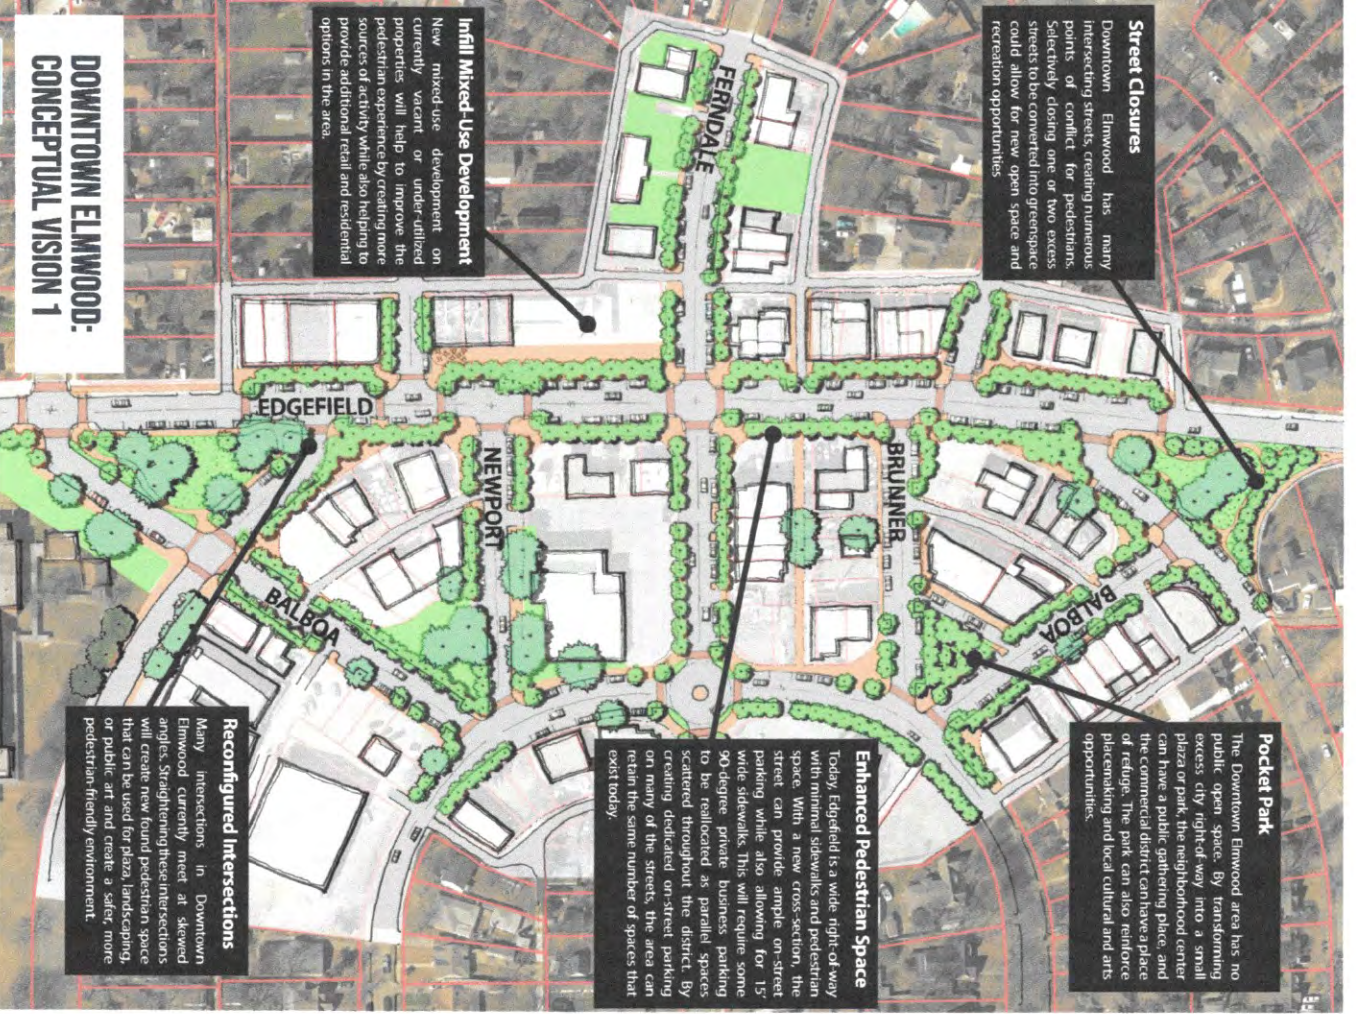 DOWNTOWN ELMWOOD:
CONCEPTUAL VISION 1
Infill Mixed-Use Development
New mixed-use development on
currently vacant or under-utilized
properties will help to improve the
pedestrian experience by creating more
sources of activity while also helping to
provide additional retail and residential
options in the area.
Street Closures
Downtown Elmwood has many
intersecting streets, creating numerous
points of conflict for pedestrians.
Selectively closing one or two excess
streets to be converted into greenspace
could allow for new open space and
recreation opportunities
FERNDALE
EDGEFIELD
NEWPORT
BRUNNER
BALBOA
BALBOA
Reconfigured Intersections
Many intersections in Downtown
Elmwood currently meet at skewed
angles. Straightening these intersections
will create new found pedestrian space
that can be used for plaza, landscaping,
or public art and create a safer, more
pedestrian-friendly environment.
Enhanced Pedestrian Space
Today, Edgefield is a wide right-of-way
with minimal sidewalks and pedestrian
space. With a new cross-section, the
street can provide ample on-street
parking while also allowing for 15'
wide sidewalks. This will require some
90-degree private business parking
to be reallocated as parallel spaces
scattered throughout the district. By
creating dedicated on-street parking
on many of the streets, the area can
retain the same number of spaces that
exist today.
Pocket Park
The Downtown Elmwood area has no
public open space. By transforming
excess city right-of-way into a small
plaza or park, the neighborhood center
can have a public gathering place, and
the commercial district can have a place
of refuge. The park can also reinforce
placemaking and local cultural and arts
opportunities.